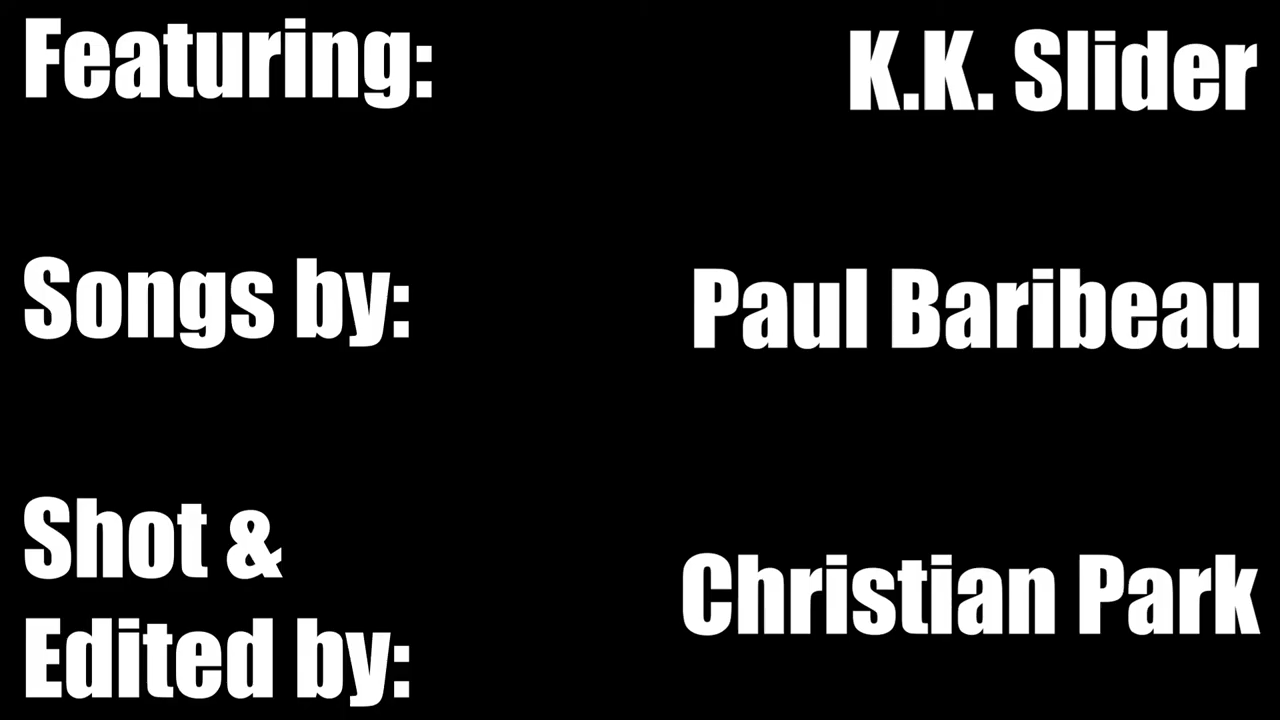 Featuring: K.K. Slider
Songs by: Paul Baribeau
Shot &
Edited by: Christian Park